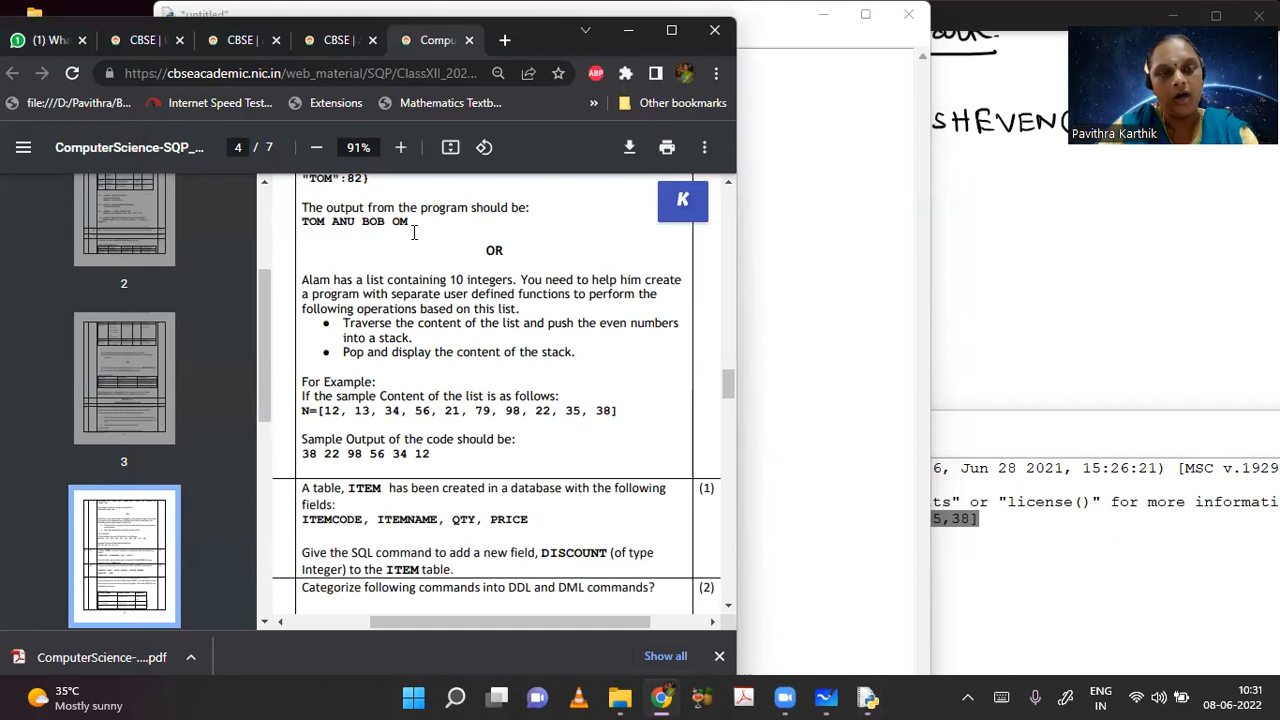 *untitled*
Wh
CBSE I
CBSE I
CBSE I
Compu
https://cbseacademic.nic.in/web_material/SQP/ClassXII_202...
ABP
file:///D/Pavithra/B...
Internet Speed Test...
Extensions
Mathematics Text...
»
Other bookmarks
ComputerScience-SQP_...
4 / 7
91%
"TOM":82}
The output from the program should be:
TOM ANU BOB OM
K
OR
Alam has a list containing 10 integers. You need to help him create
a program with separate user defined functions to perform the
following operations based on this list.
● Traverse the content of the list and push the even numbers
into a stack.
● Pop and display the content of the stack.
For Example:
If the sample Content of the list is as follows:
N=[12, 13, 34, 56, 21, 79, 98, 22, 35, 38]
Sample Output of the code should be:
38 22 98 56 34 12
A table, ITEM has been created in a database with the following
(1)
fields:
ITEMCODE, ITEMNAME, QTY, PRICE
Give the SQL command to add a new field, DISCOUNT (of type
Integer) to the ITEM table.
Categorize following commands into DDL and DML commands?
(2)
2
3
SHEVEN
Pavithra Karthik
6, Jun 28 2021, 15:26:21) [MSC v.1929
ts" or "license()" for more informati
5,38]
ComputerScience-....pdf
Show all
35°C
Mostly sunny
ENG
IN
10:31
08-06-2022